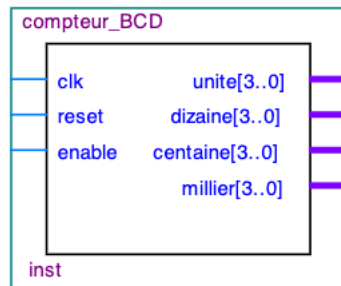 compteur_BCD
clk unite[3..0]
reset dizaine[3..0]
enable centaine[3..0]
millier[3..0]
inst